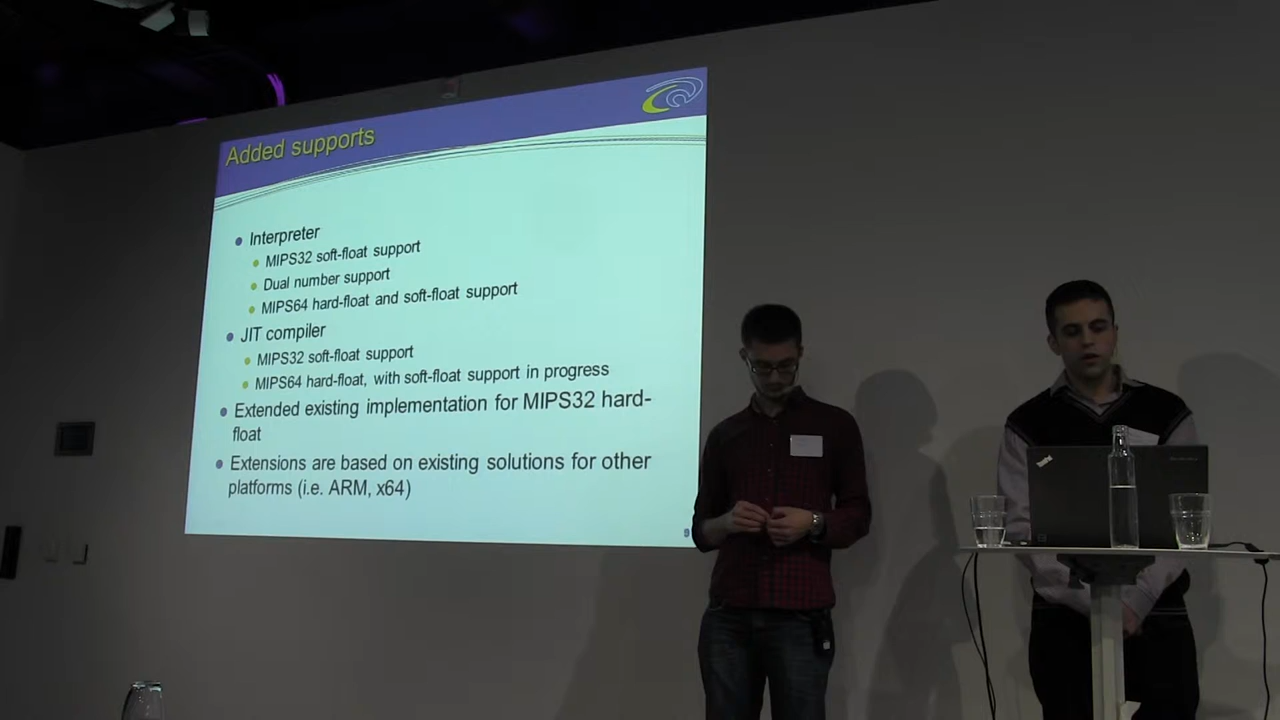 Added supports
Interpreter
MIPS32 soft-float support
Dual number support
MIPS64 hard-float and soft-float support
JIT compiler
MIPS32 soft-float support
MIPS64 hard-float, with soft-float support in progress
Extended existing implementation for MIPS32 hard-
float
Extensions are based on existing solutions for other
platforms (i.e. ARM, x64)
9